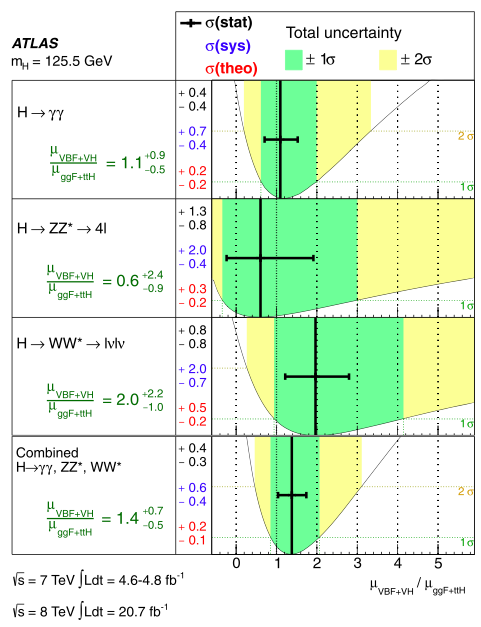 ATLAS
m_H = 125.5 GeV
σ(stat)
σ(sys)
σ(theo)
Total uncertainty
± 1σ
± 2σ
H → γγ
μ_VBF+VH / μ_ggF+ttH = 1.1 +0.9 −0.5
+ 0.4
− 0.4
+ 0.7
− 0.4
+ 0.2
− 0.2
2σ
1σ
H → ZZ* → 4l
μ_VBF+VH / μ_ggF+ttH = 0.6 +2.4 −0.9
+ 1.3
− 0.8
+ 2.0
− 0.4
+ 0.3
− 0.2
1σ
H → WW* → lνlν
μ_VBF+VH / μ_ggF+ttH = 2.0 +2.2 −1.0
+ 0.8
− 0.8
+ 2.0
− 0.7
+ 0.5
− 0.2
1σ
Combined
H→γγ, ZZ*, WW*
μ_VBF+VH / μ_ggF+ttH = 1.4 +0.7 −0.5
+ 0.4
− 0.3
+ 0.6
− 0.4
+ 0.2
− 0.1
2σ
1σ
0 1 2 3 4 5
μ_VBF+VH / μ_ggF+ttH
√s = 7 TeV ∫Ldt = 4.6-4.8 fb⁻¹
√s = 8 TeV ∫Ldt = 20.7 fb⁻¹